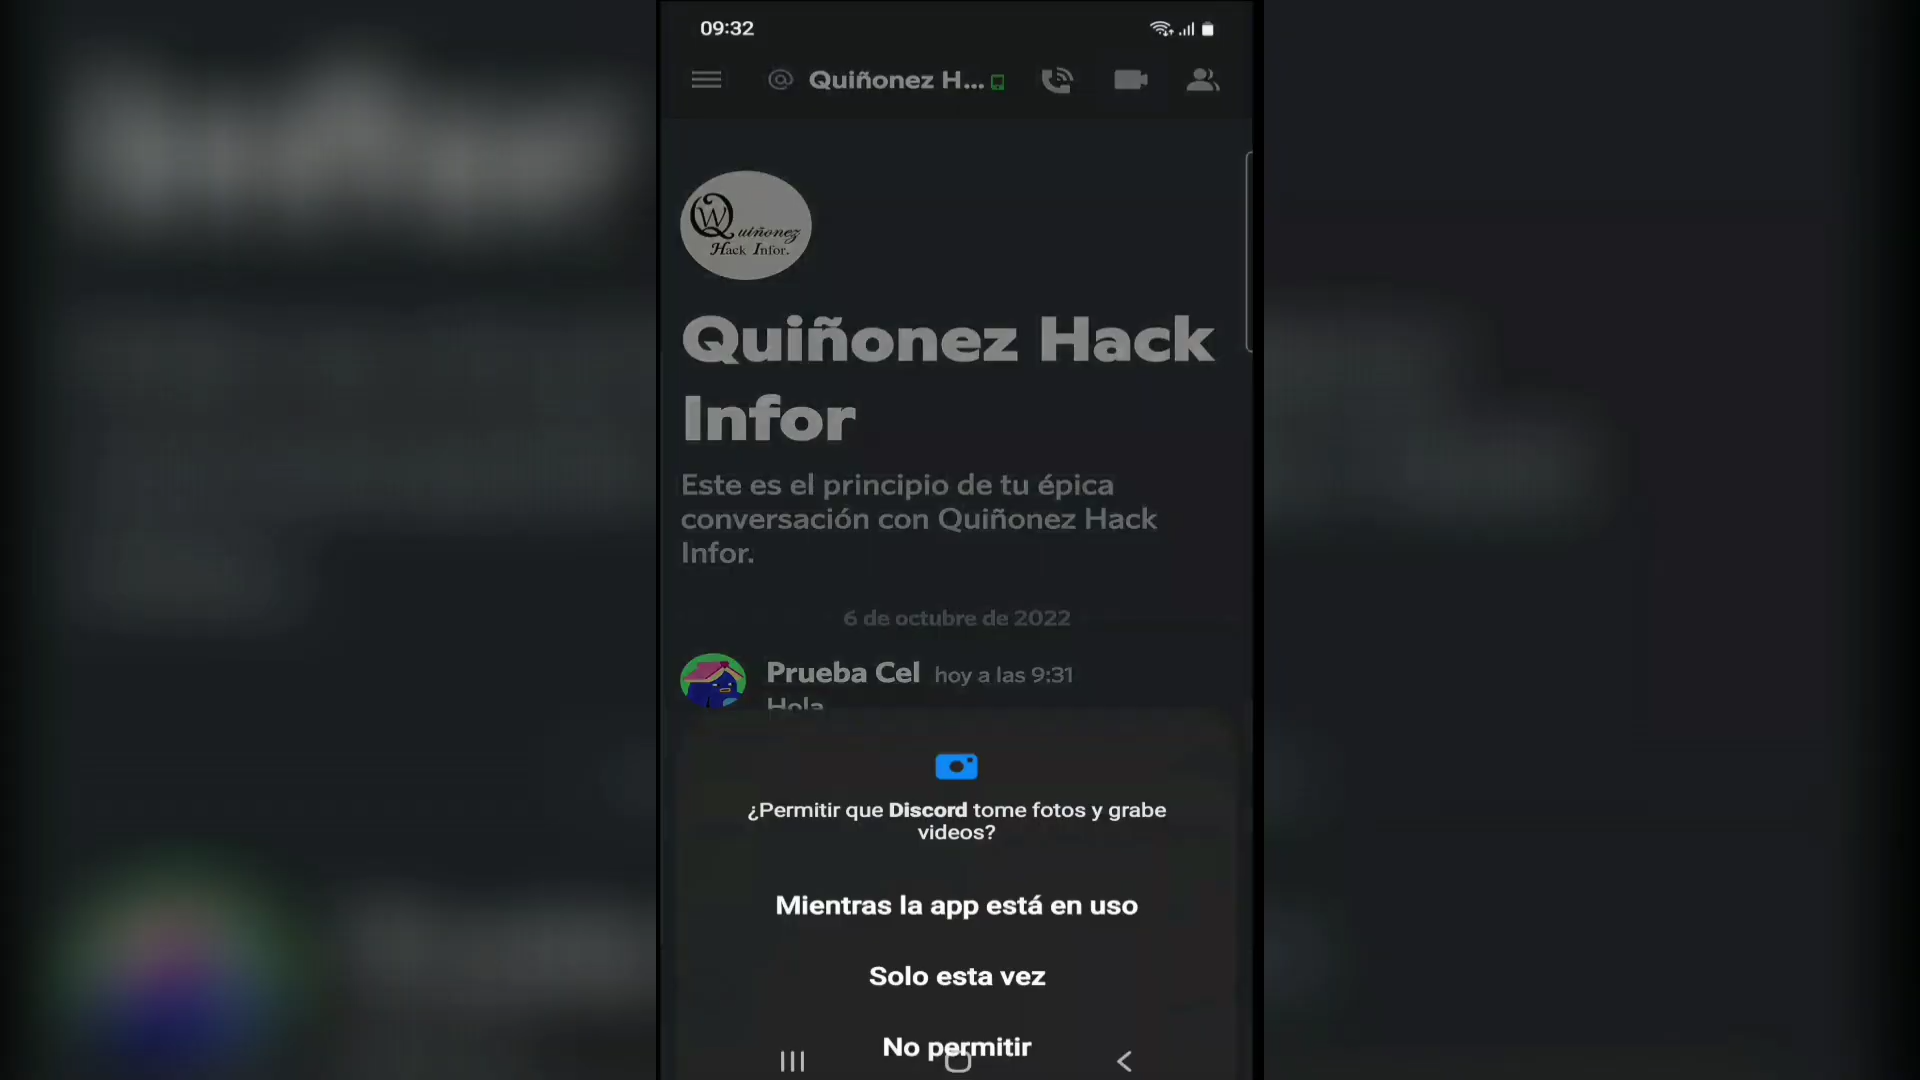 09:32
Quiñonez H...
Quiñonez
Hack Infor.
Quiñonez Hack
Infor
Este es el principio de tu épica
conversación con Quiñonez Hack
Infor.
6 de octubre de 2022
Prueba Cel hoy a las 9:31
Hola
¿Permitir que Discord tome fotos y grabe
videos?
Mientras la app está en uso
Solo esta vez
No permitir